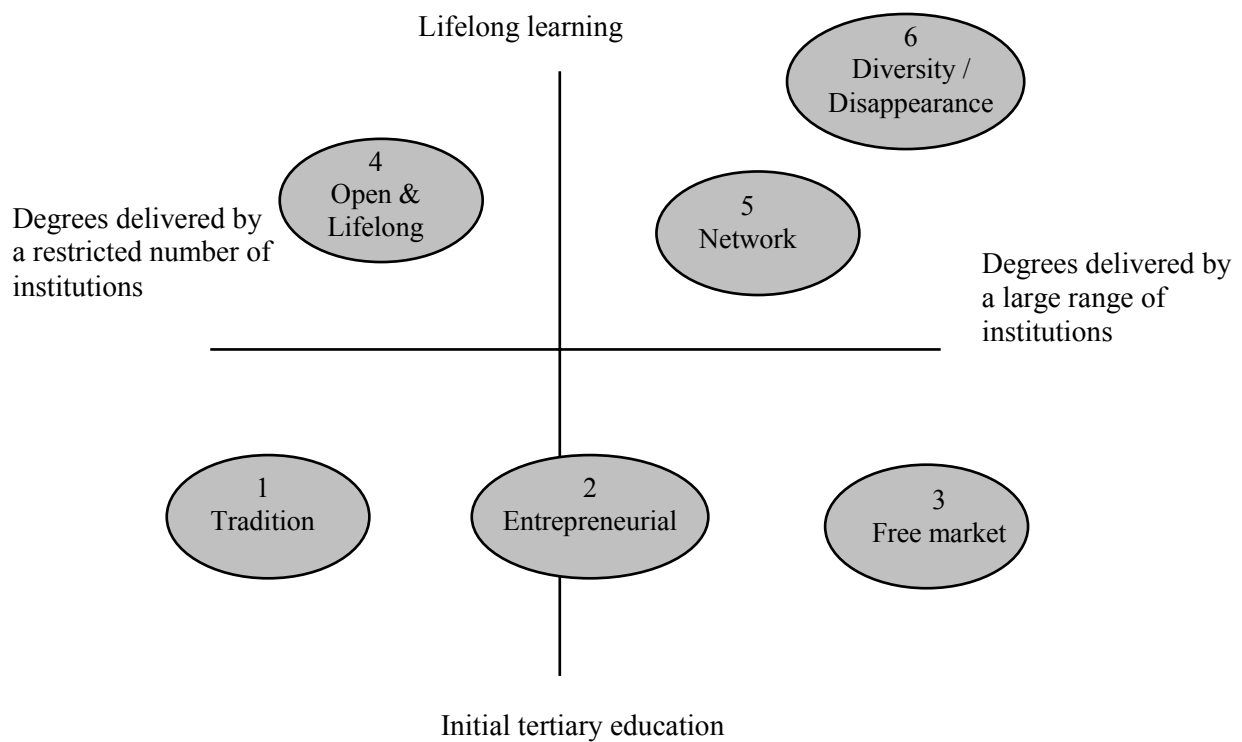 Lifelong learning
6
Diversity /
Disappearance
4
Open &
Lifelong
5
Network
Degrees delivered by
a restricted number of
institutions
Degrees delivered by
a large range of
institutions
1
Tradition
2
Entrepreneurial
3
Free market
Initial tertiary education